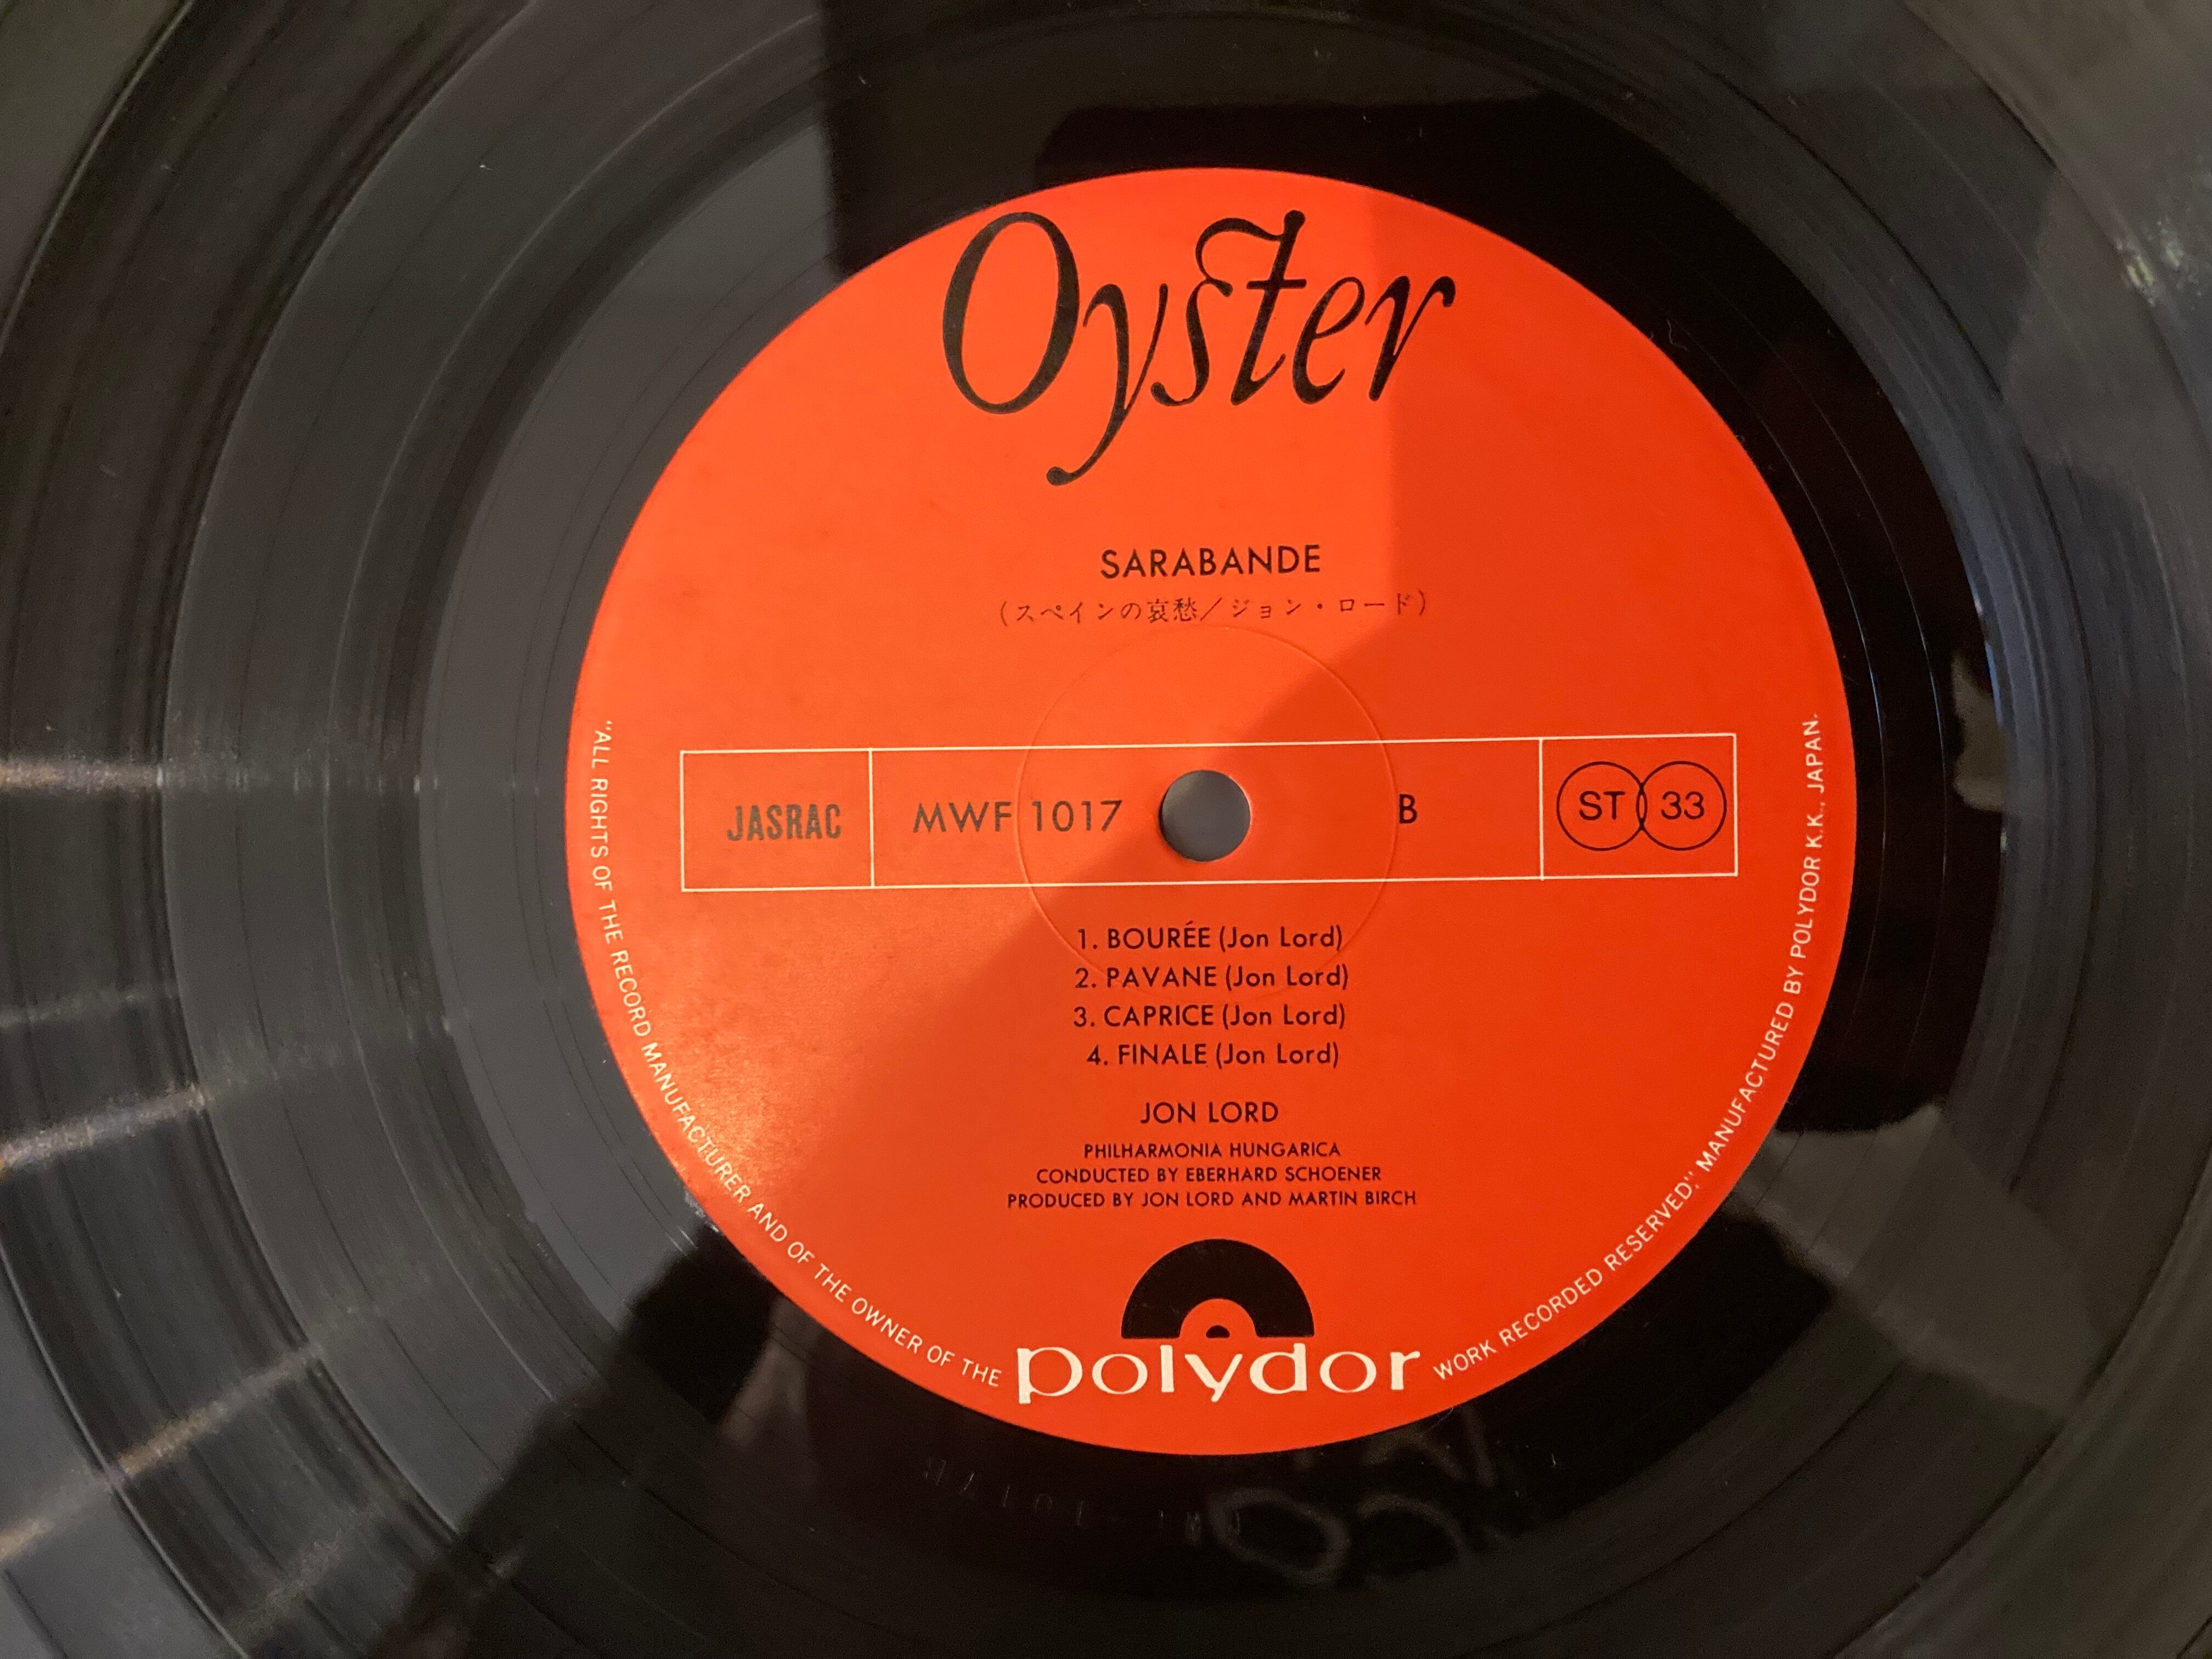 Oyster
SARABANDE
(スペインの哀愁／ジョン・ロード)
JASRAC
MWF 1017
B
ST 33
1. BOURÉE (Jon Lord)
2. PAVANE (Jon Lord)
3. CAPRICE (Jon Lord)
4. FINALE (Jon Lord)
JON LORD
PHILHARMONIA HUNGARICA
CONDUCTED BY EBERHARD SCHOENER
PRODUCED BY JON LORD AND MARTIN BIRCH
polydor
"ALL RIGHTS OF THE RECORD MANUFACTURER AND OF THE OWNER OF THE WORK RECORDED RESERVED." MANUFACTURED BY POLYDOR K.K., JAPAN.